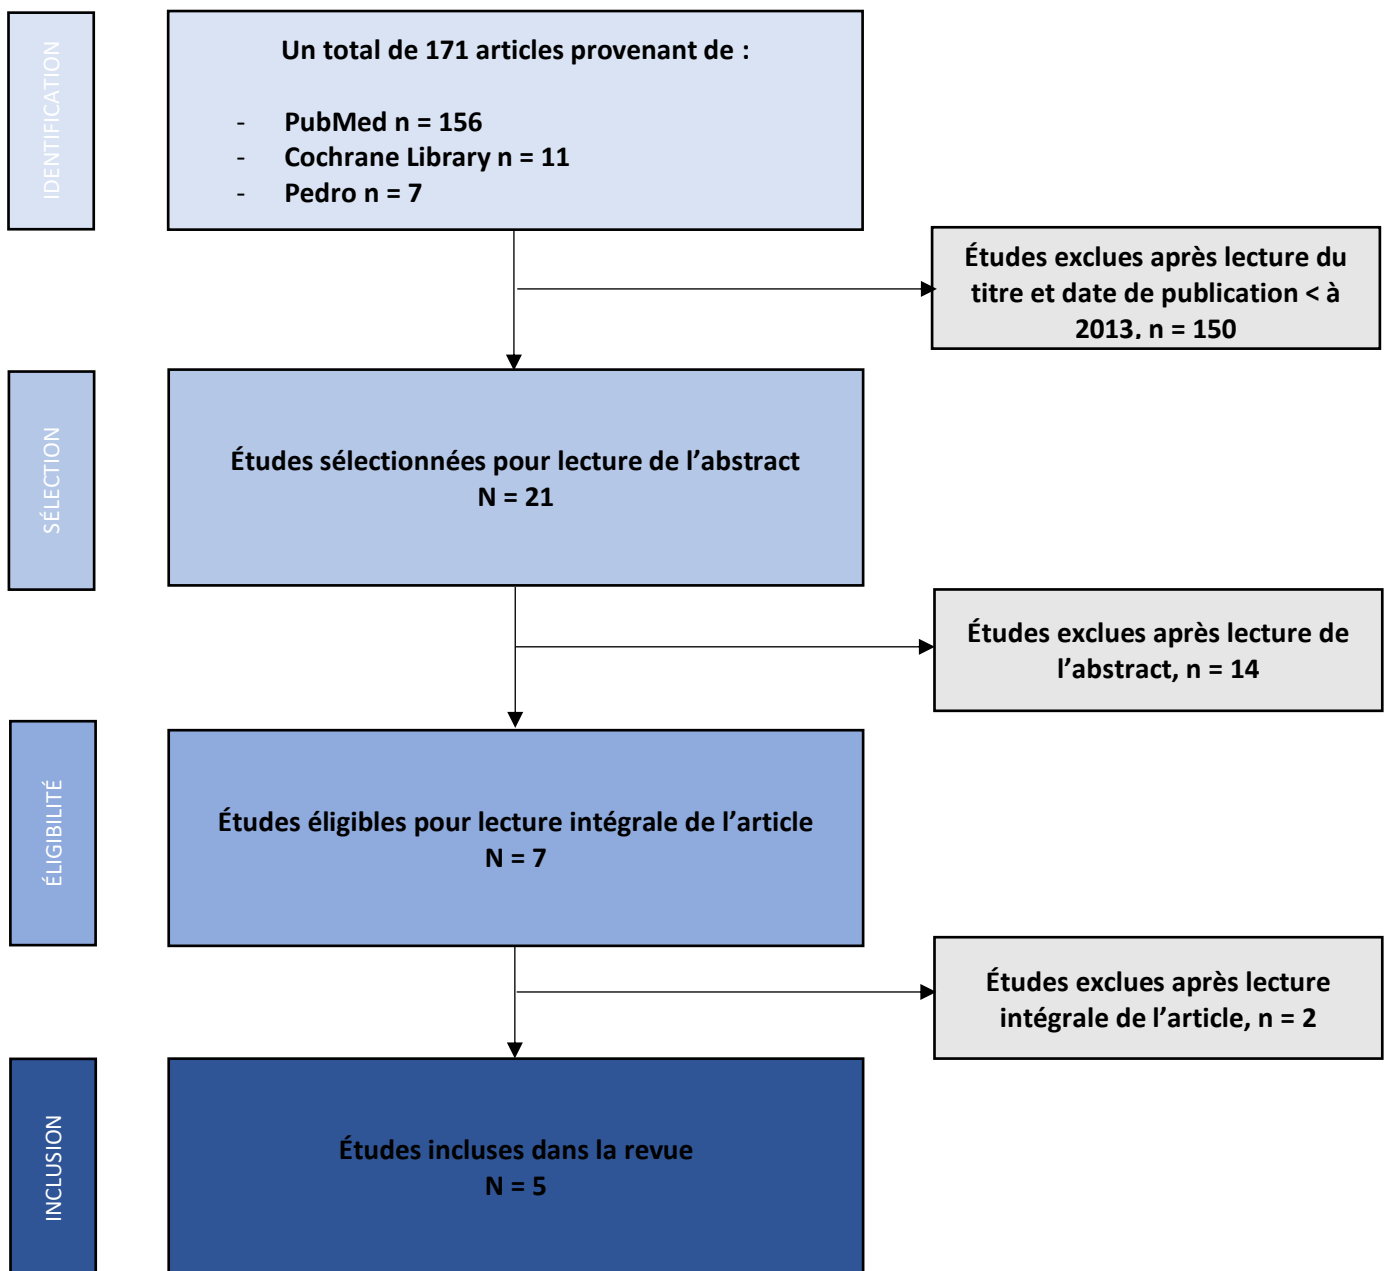 IDENTIFICATION
Un total de 171 articles provenant de :
- PubMed n = 156
- Cochrane Library n = 11
- Pedro n = 7
Études exclues après lecture du
titre et date de publication < à
2013, n = 150
SÉLECTION
Études sélectionnées pour lecture de l’abstract
N = 21
Études exclues après lecture de
l’abstract, n = 14
ÉLIGIBILITÉ
Études éligibles pour lecture intégrale de l’article
N = 7
Études exclues après lecture
intégrale de l’article, n = 2
INCLUSION
Études incluses dans la revue
N = 5